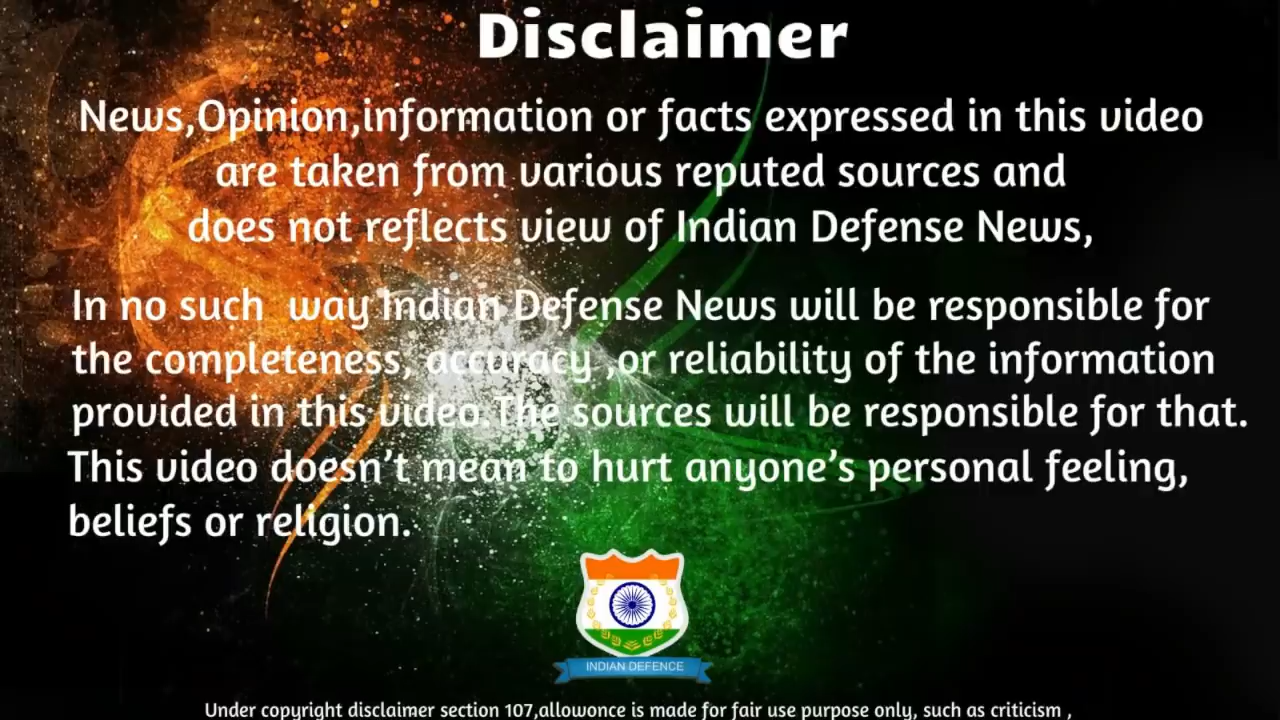 Disclaimer
News,Opinion,information or facts expressed in this video
are taken from various reputed sources and
does not reflects view of Indian Defense News,
In no such way Indian Defense News will be responsible for
the completeness, accuracy ,or reliability of the information
provided in this video.The sources will be responsible for that.
This video doesn't mean to hurt anyone's personal feeling,
beliefs or religion.
INDIAN DEFENCE
Under copyright disclaimer section 107,allowonce is made for fair use purpose only, such as criticism ,